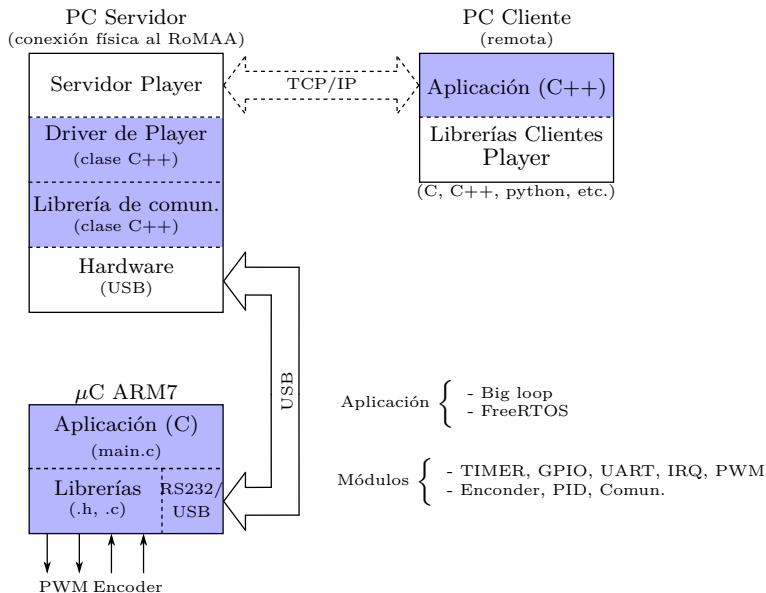 PC Servidor
(conexión física al RoMAA)
Servidor Player
Driver de Player
(clase C++)
Librería de comun.
(clase C++)
Hardware
(USB)
TCP/IP
PC Cliente
(remota)
Aplicación (C++)
Librerías Clientes
Player
(C, C++, python, etc.)
USB
µC ARM7
Aplicación (C)
(main.c)
Librerías
(.h, .c)
RS232/
USB
PWM Encoder
Aplicación
- Big loop
- FreeRTOS
Módulos
- TIMER, GPIO, UART, IRQ, PWM
- Enconder, PID, Comun.